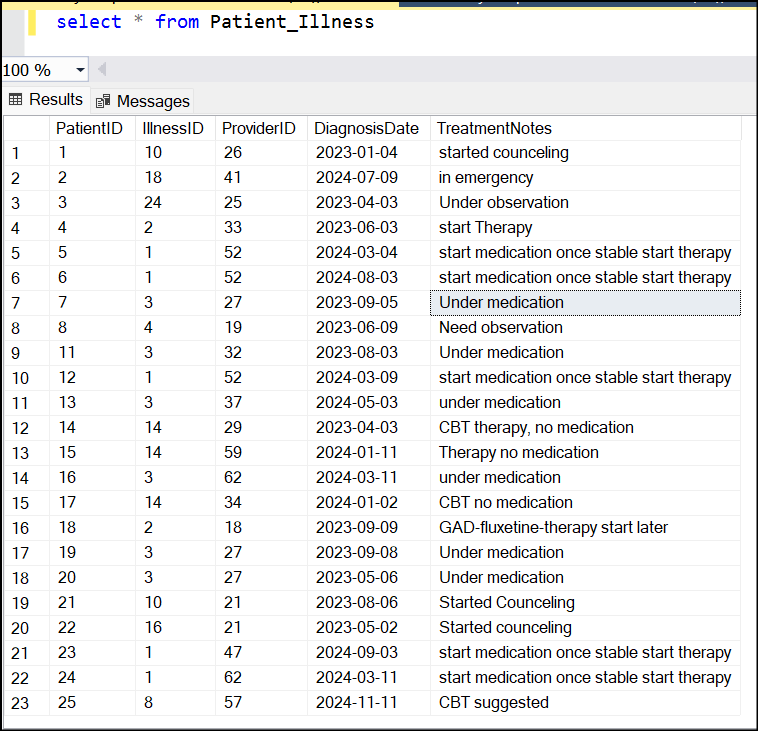 select * from Patient_Illness
100 %
Results Messages
PatientID IllnessID ProviderID DiagnosisDate TreatmentNotes
1 1 10 26 2023-01-04 started counceling
2 2 18 41 2024-07-09 in emergency
3 3 24 25 2023-04-03 Under observation
4 4 2 33 2023-06-03 start Therapy
5 5 1 52 2024-03-04 start medication once stable start therapy
6 6 1 52 2024-08-03 start medication once stable start therapy
7 7 3 27 2023-09-05 Under medication
8 8 4 19 2023-06-09 Need observation
9 11 3 32 2023-08-03 Under medication
10 12 1 52 2024-03-09 start medication once stable start therapy
11 13 3 37 2024-05-03 under medication
12 14 14 29 2023-04-03 CBT therapy, no medication
13 15 14 59 2024-01-11 Therapy no medication
14 16 3 62 2024-03-11 under medication
15 17 14 34 2024-01-02 CBT no medication
16 18 2 18 2023-09-09 GAD-fluxetine-therapy start later
17 19 3 27 2023-09-08 Under medication
18 20 3 27 2023-05-06 Under medication
19 21 10 21 2023-08-06 Started Counceling
20 22 16 21 2023-05-02 Started counceling
21 23 1 47 2024-09-03 start medication once stable start therapy
22 24 1 62 2024-03-11 start medication once stable start therapy
23 25 8 57 2024-11-11 CBT suggested